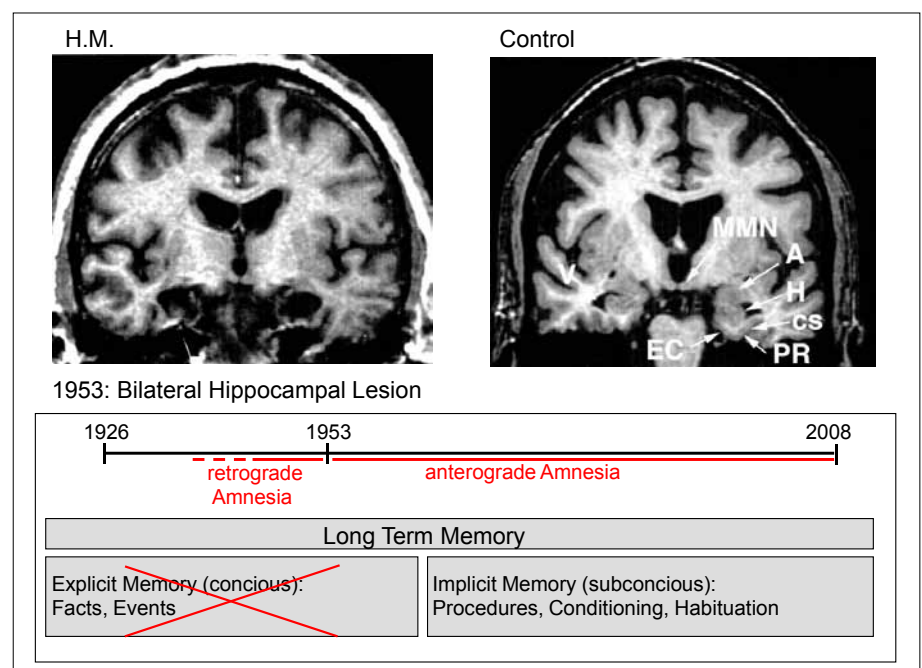 H.M.
Control
MMN
V
A
H
CS
EC
PR
1953: Bilateral Hippocampal Lesion
1926
1953
2008
retrograde
Amnesia
anterograde Amnesia
Long Term Memory
Explicit Memory (concious):
Facts, Events
Implicit Memory (subconcious):
Procedures, Conditioning, Habituation